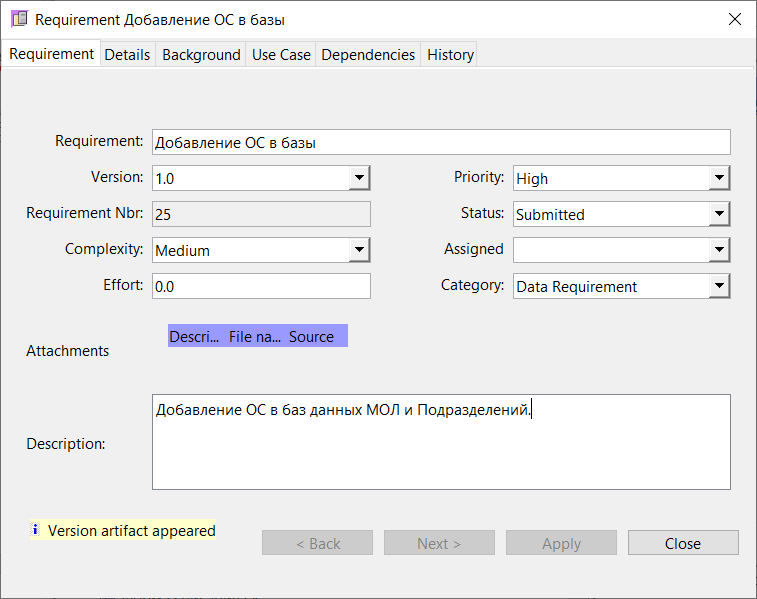 Requirement Добавление ОС в базы
Requirement Details Background Use Case Dependencies History
Requirement: Добавление ОС в базы
Version: 1.0 Priority: High
Requirement Nbr: 25 Status: Submitted
Complexity: Medium Assigned
Effort: 0.0 Category: Data Requirement
Attachments Descri... File na... Source
Description: Добавление ОС в баз данных МОЛ и Подразделений.
i Version artifact appeared
< Back Next > Apply Close